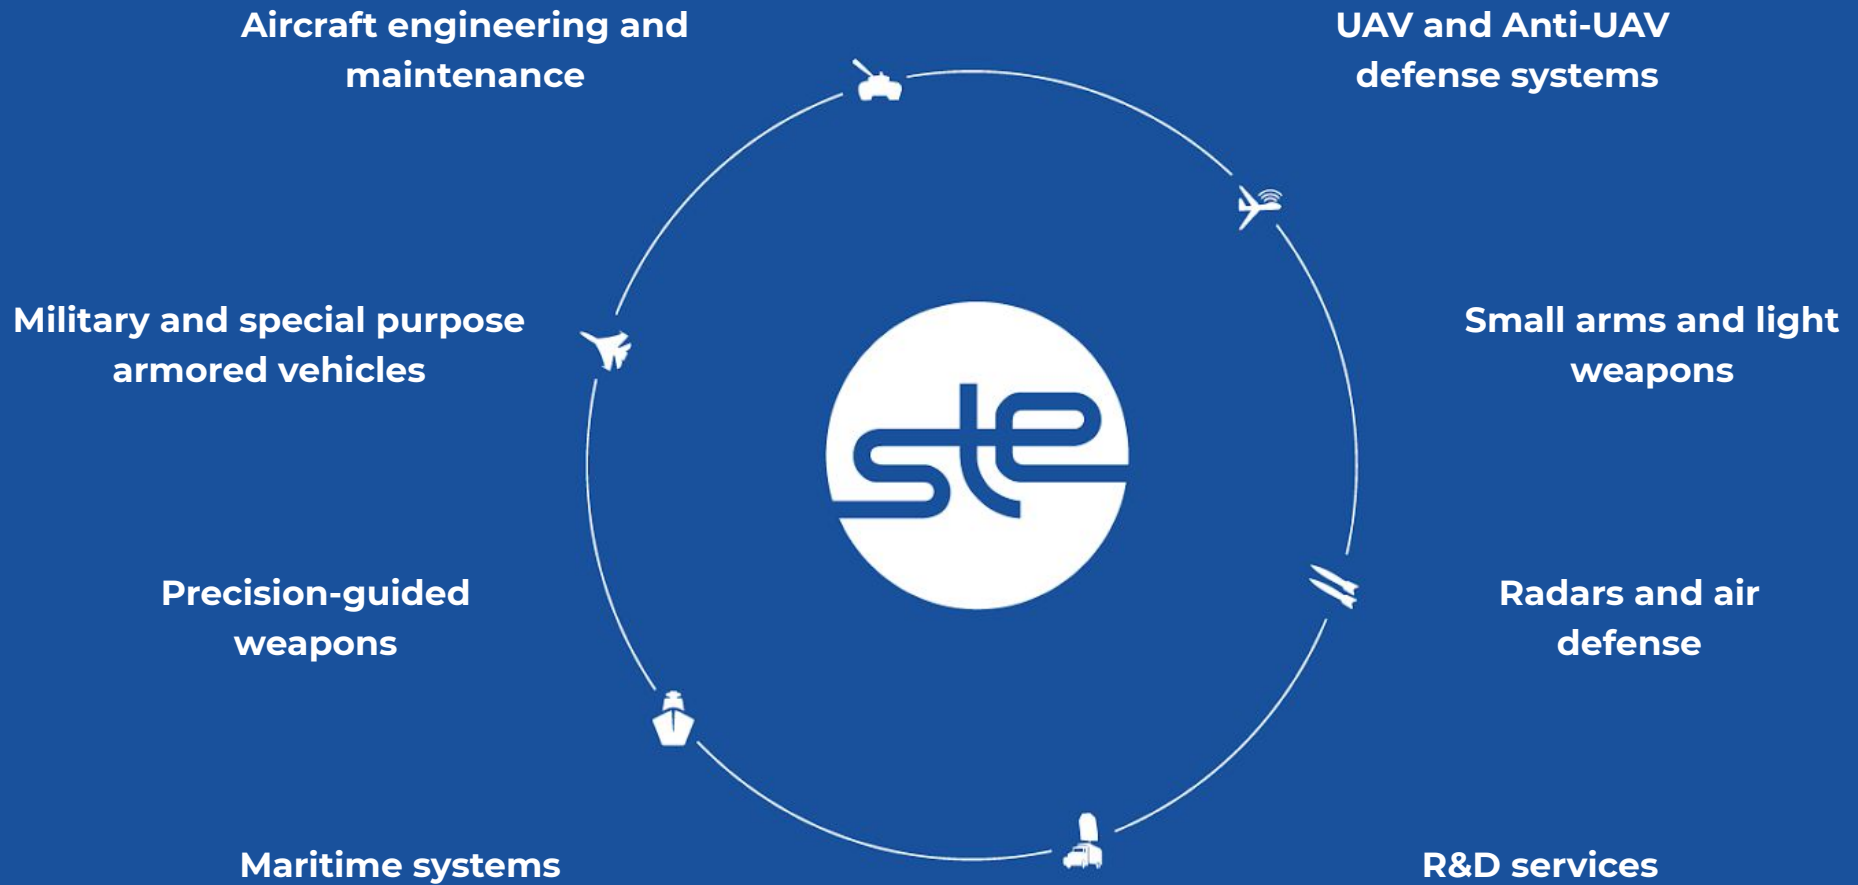 Aircraft engineering and
maintenance
UAV and Anti-UAV
defense systems
Military and special purpose
armored vehicles
Small arms and light
weapons
ste
Precision-guided
weapons
Radars and air
defense
Maritime systems
R&D services